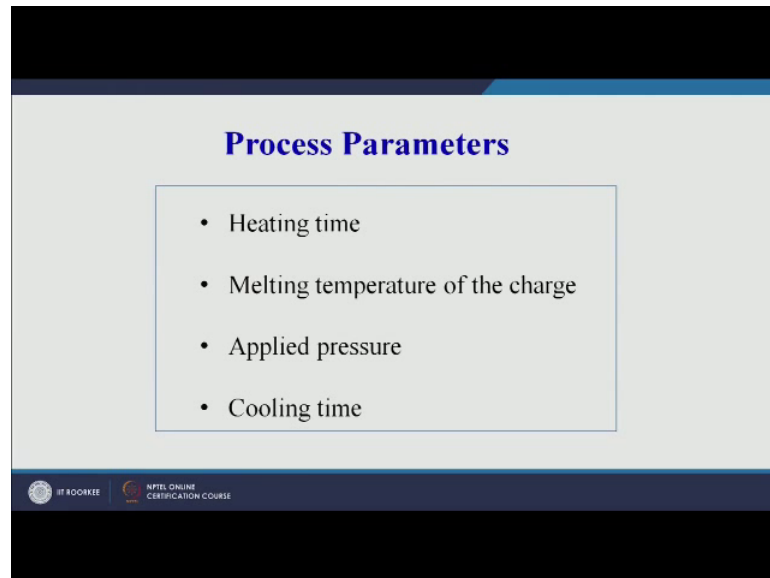 Process Parameters
• Heating time
• Melting temperature of the charge
• Applied pressure
• Cooling time
IIT ROORKEE
NPTEL ONLINE
CERTIFICATION COURSE